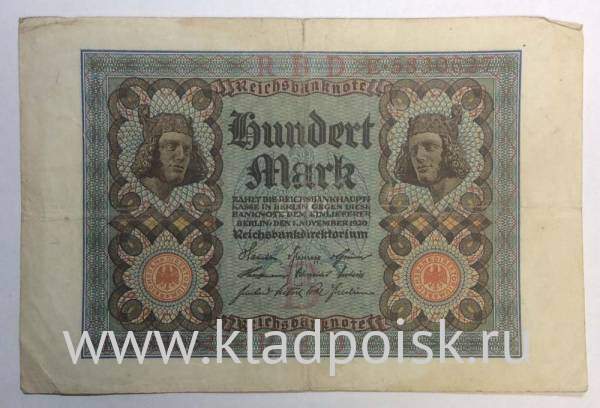 Reichsbanknote
Hundert
Mark
ZAHLT DIE REICHSBANKHAUPT-
KASSE IN BERLIN GEGEN DIESE
BANKNOTE DEM EINLIEFERER
BERLIN, DEN 1. NOVEMBER 1920
Reichsbankdirektorium
www.kladpoisk.ru
Reichsbanknote